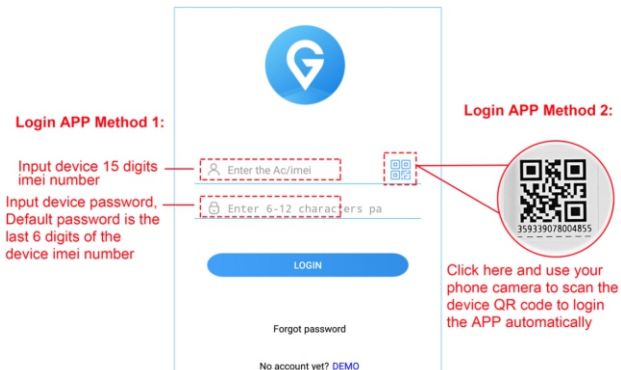 Login APP Method 1:
Input device 15 digits
imei number
Input device password,
Default password is the
last 6 digits of the
device imei number
Enter the Ac/imei
Enter 6-12 characters pa
LOGIN
Forgot password
No account yet? DEMO
Login APP Method 2:
359339078004855
Click here and use your
phone camera to scan the
device QR code to login
the APP automatically